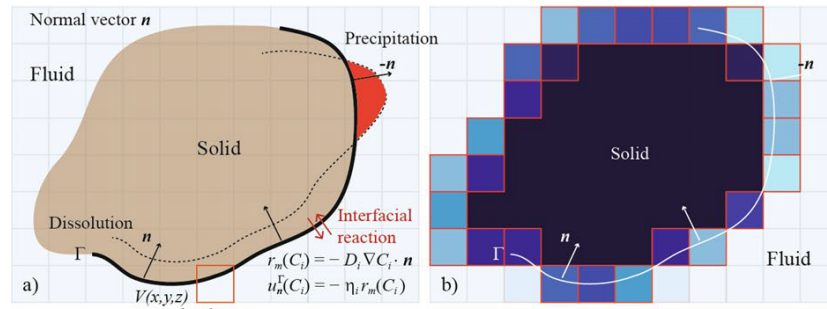 Normal vector n
Precipitation
-n
Fluid
Solid
Dissolution
n
Interfacial
reaction
Γ
r_m(C_i) = − D_i ∇C_i · n
u_n^Γ(C_i) = − η_i r_m(C_i)
V(x,y,z)
a)
-n
Solid
n
Γ
Fluid
b)